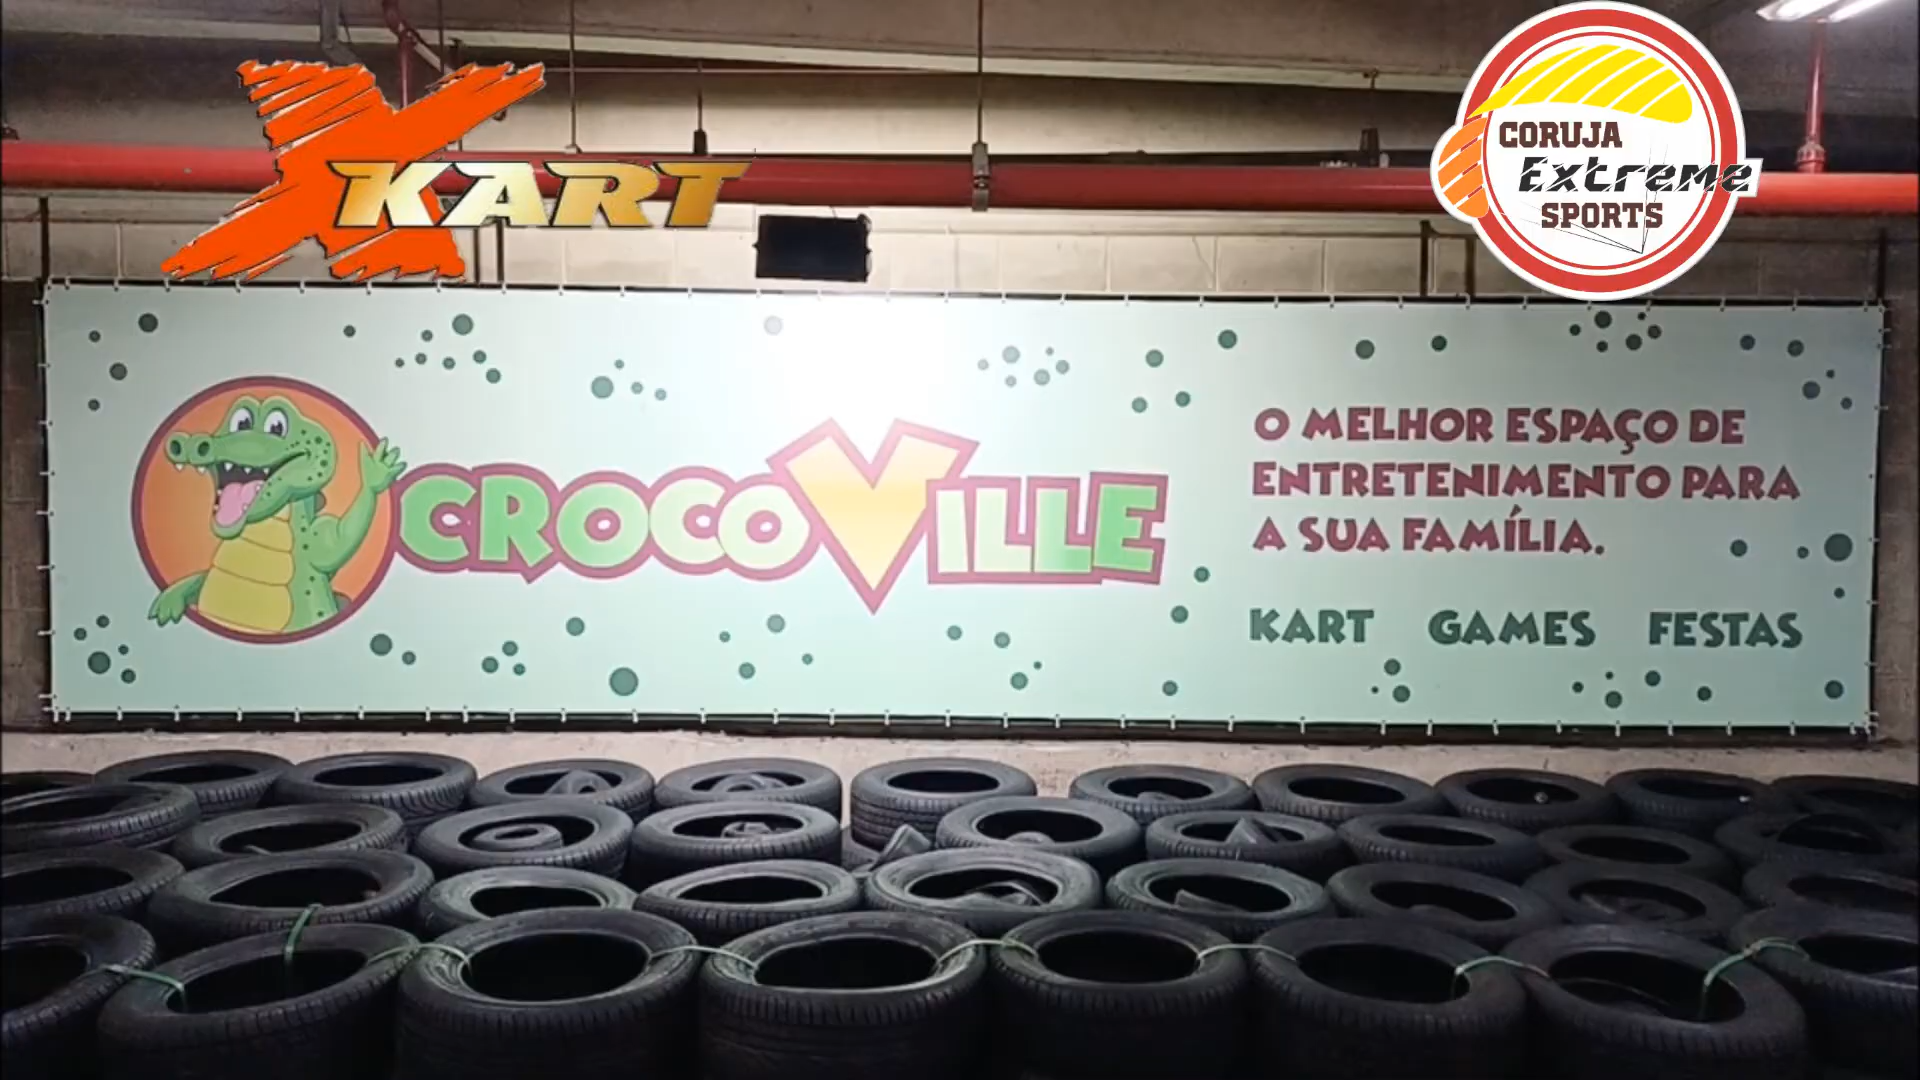 XKART
CORUJA
Extreme
SPORTS
CROCOVILLE
O MELHOR ESPAÇO DE
ENTRETENIMENTO PARA
A SUA FAMÍLIA.
KART GAMES FESTAS